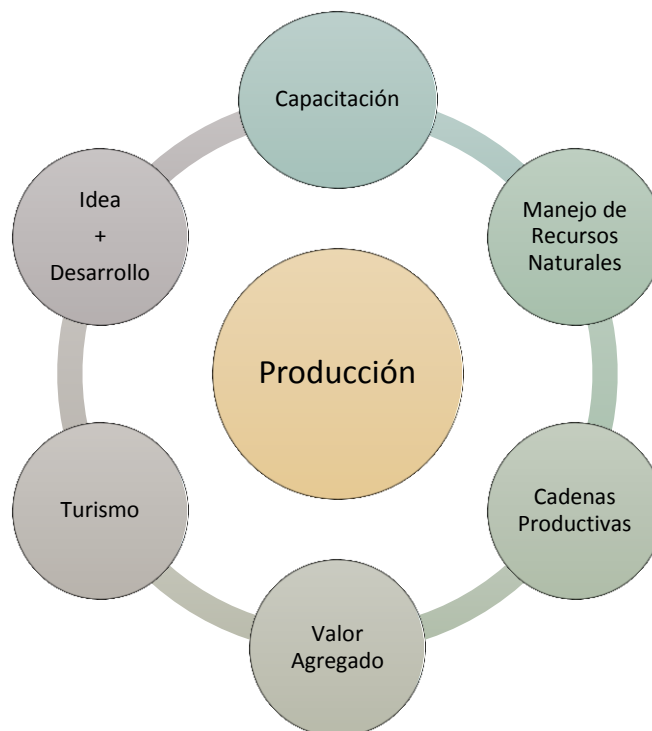 Capacitación
Manejo de
Recursos
Naturales
Cadenas
Productivas
Valor
Agregado
Turismo
Idea
+
Desarrollo
Producción